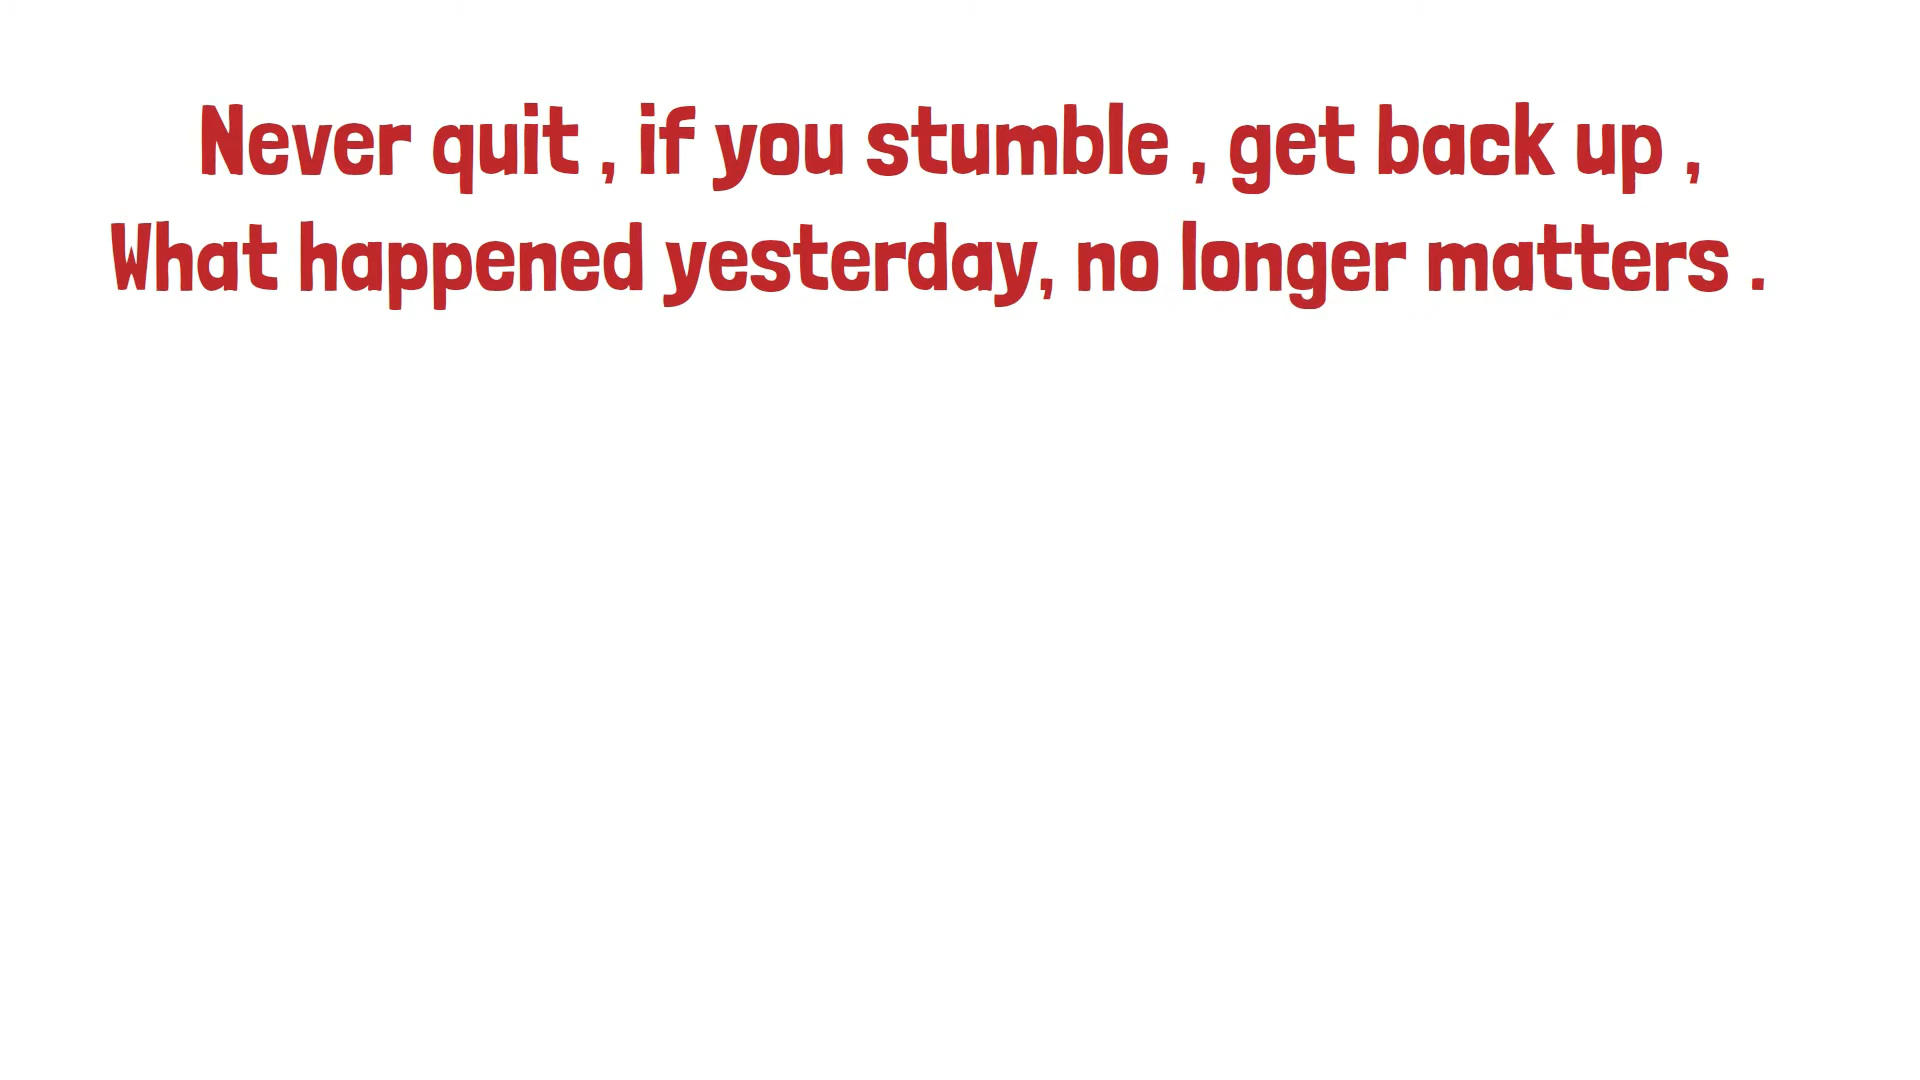 Never quit , if you stumble , get back up ,
What happened yesterday, no longer matters .